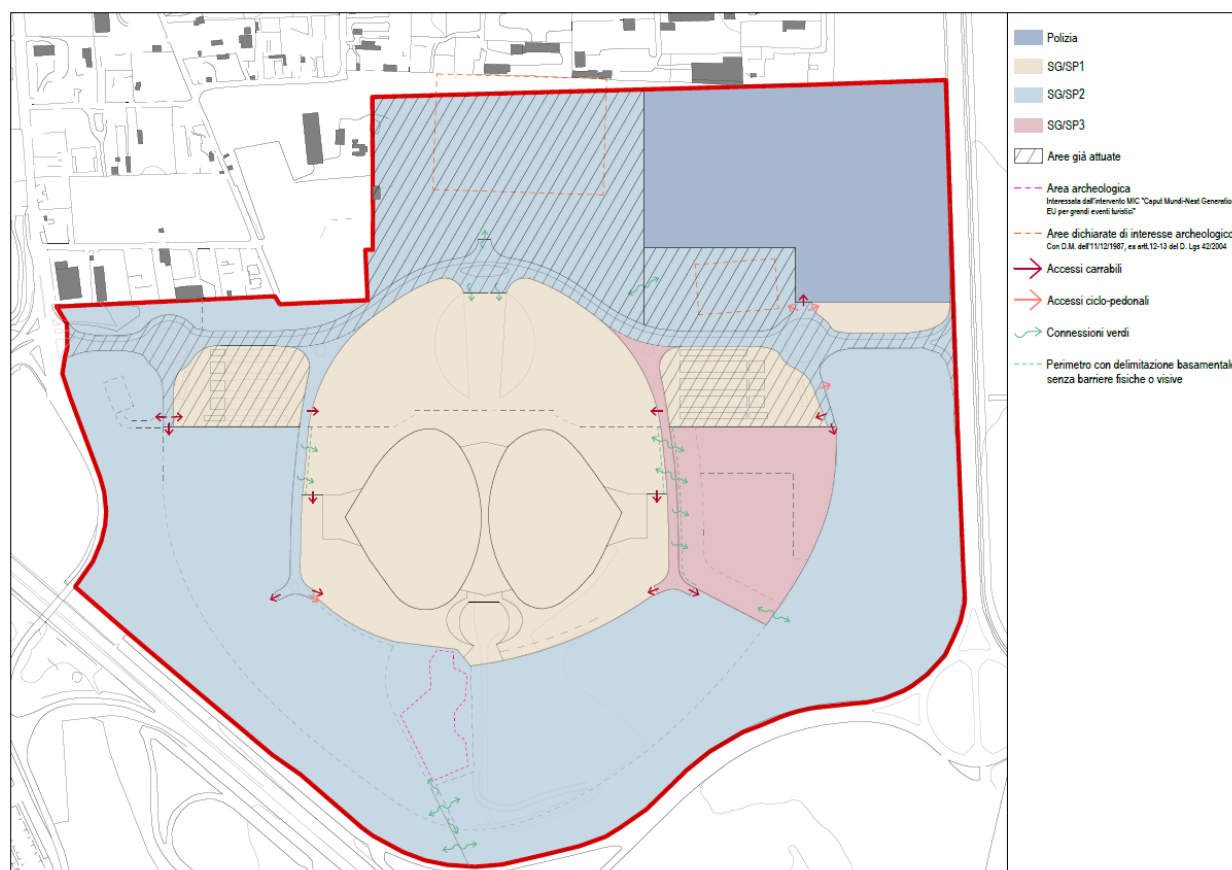 Polizia
SG/SP1
SG/SP2
SG/SP3
Aree già attuate
Area archeologica
Interessata dall'intervento MIC "Caput Mundi-Next Generatio
EU per grandi eventi turistici"
Aree dichiarate di interesse archeologico
Con D.M. dell'11/12/1987, ex artt.12-13 del D. Lgs 42/2004
Accessi carrabili
Accessi ciclo-pedonali
Connessioni verdi
Perimetro con delimitazione basamentale
senza barriere fisiche o visive